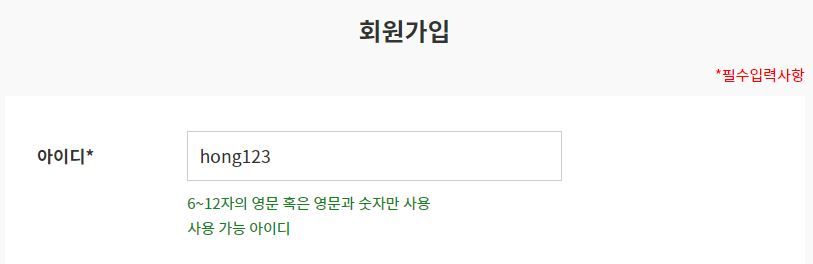 회원가입
*필수입력사항
아이디*
hong123
6~12자의 영문 혹은 영문과 숫자만 사용
사용 가능 아이디